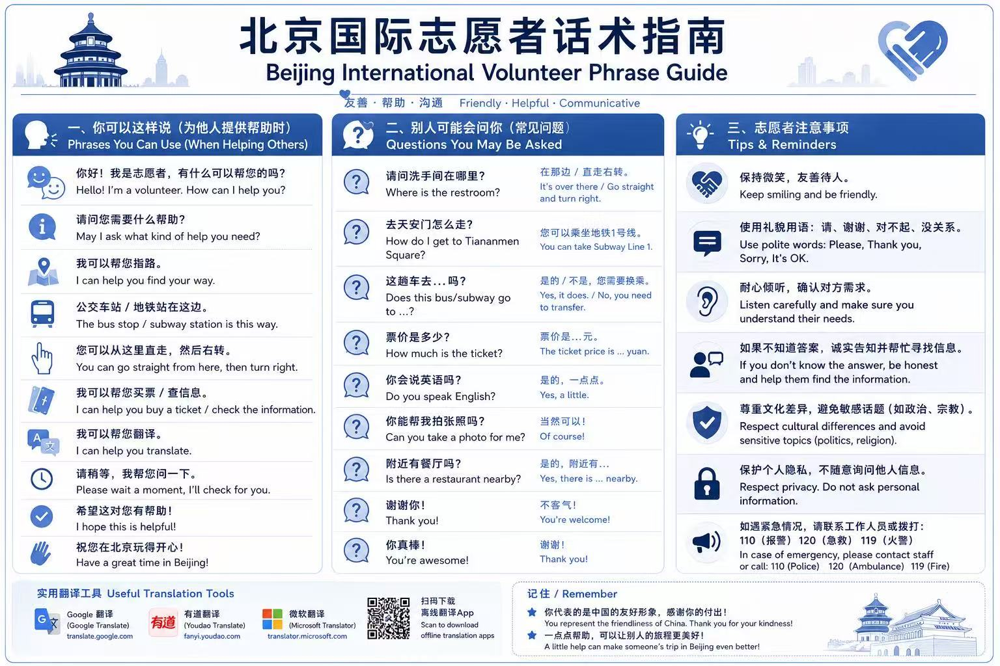 北京国际志愿者话术指南
Beijing International Volunteer Phrase Guide
友善 · 帮助 · 沟通 Friendly · Helpful · Communicative
一、你可以这样说（为他人提供帮助时）
Phrases You Can Use (When Helping Others)
你好！我是志愿者，有什么可以帮您的吗？
Hello! I'm a volunteer. How can I help you?
请问您需要什么帮助？
May I ask what kind of help you need?
我可以帮您指路。
I can help you find your way.
公交车站 / 地铁站在这边。
The bus stop / subway station is this way.
您可以从这里直走，然后右转。
You can go straight from here, then turn right.
我可以帮您买票 / 查信息。
I can help you buy a ticket / check the information.
A 文
我可以帮您翻译。
I can help you translate.
请稍等，我帮您问一下。
Please wait a moment, I'll check for you.
希望这对您有帮助！
I hope this is helpful!
祝您在北京玩得开心！
Have a great time in Beijing!
二、别人可能会问你（常见问题）
Questions You May Be Asked
请问洗手间在哪里？
Where is the restroom?
在那边 / 直走右转。
It's over there / Go straight
and turn right.
去天安门怎么走？
How do I get to Tiananmen
Square?
您可以乘坐地铁1号线。
You can take Subway Line 1.
这趟车去...吗？
Does this bus/subway go
to ...?
是的 / 不是，您需要换乘。
Yes, it does. / No, you need
to transfer.
票价是多少？
How much is the ticket?
票价是...元。
The ticket price is ... yuan.
你会说英语吗？
Do you speak English?
是的，一点点。
Yes, a little.
你能帮我拍张照吗？
Can you take a photo for me?
当然可以！
Of course!
附近有餐厅吗？
Is there a restaurant nearby?
是的，附近有...
Yes, there is ... nearby.
谢谢你！
Thank you!
不客气！
You're welcome!
你真棒！
You're awesome!
谢谢！
Thank you!
三、志愿者注意事项
Tips & Reminders
保持微笑，友善待人。
Keep smiling and be friendly.
使用礼貌用语：请、谢谢、对不起、没关系。
Use polite words: Please, Thank you,
Sorry, It's OK.
耐心倾听，确认对方需求。
Listen carefully and make sure you
understand their needs.
如果不知道答案，诚实告知并帮忙寻找信息。
If you don't know the answer, be honest
and help them find the information.
尊重文化差异，避免敏感话题（如政治、宗教）。
Respect cultural differences and avoid
sensitive topics (politics, religion).
保护个人隐私，不随意询问他人信息。
Respect privacy. Do not ask personal
information.
如遇紧急情况，请联系工作人员或拨打：
110（报警） 120（急救） 119（火警）
In case of emergency, please contact staff
or call: 110 (Police) 120 (Ambulance) 119 (Fire)
实用翻译工具 Useful Translation Tools
G 文
Google 翻译
(Google Translate)
translate.google.com
有道
有道翻译
(Youdao Translate)
fanyi.youdao.com
微软翻译
(Microsoft Translator)
translator.microsoft.com
扫码下载
离线翻译App
Scan to download
offline translation apps
记住 / Remember
你代表的是中国的友好形象，感谢你的付出！
You represent the friendliness of China. Thank you for your kindness!
一点点帮助，可以让别人的旅程更美好！
A little help can make someone's trip in Beijing even better!